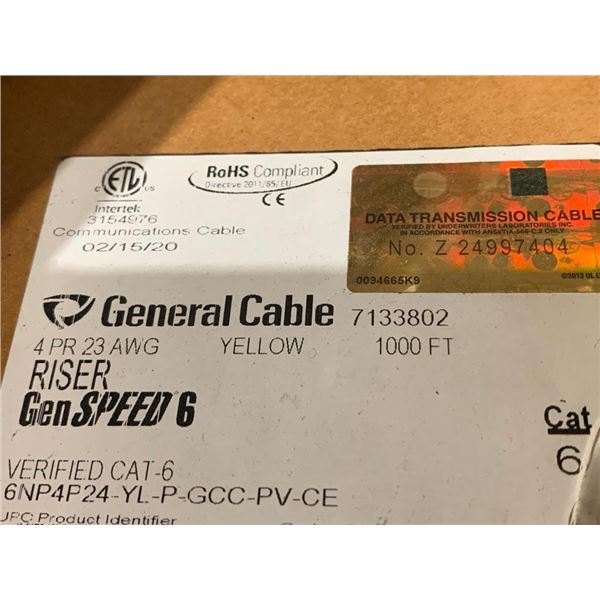 C ETL US
Intertek
3154976
Communications Cable
02/15/20
RoHS Compliant
Directive 2011/65/EU
CE
DATA TRANSMISSION CABLE
VERIFIED BY UNDERWRITERS LABORATORIES INC.
IN ACCORDANCE WITH ANSI/TIA-568-C.2 ONLY
No. Z 24997404
0094665K9
©2013 UL
General Cable 7133802
4 PR 23 AWG YELLOW 1000 FT
RISER
GenSPEED 6
Cat
6
VERIFIED CAT-6
6NP4P24-YL-P-GCC-PV-CE
Product Identifier